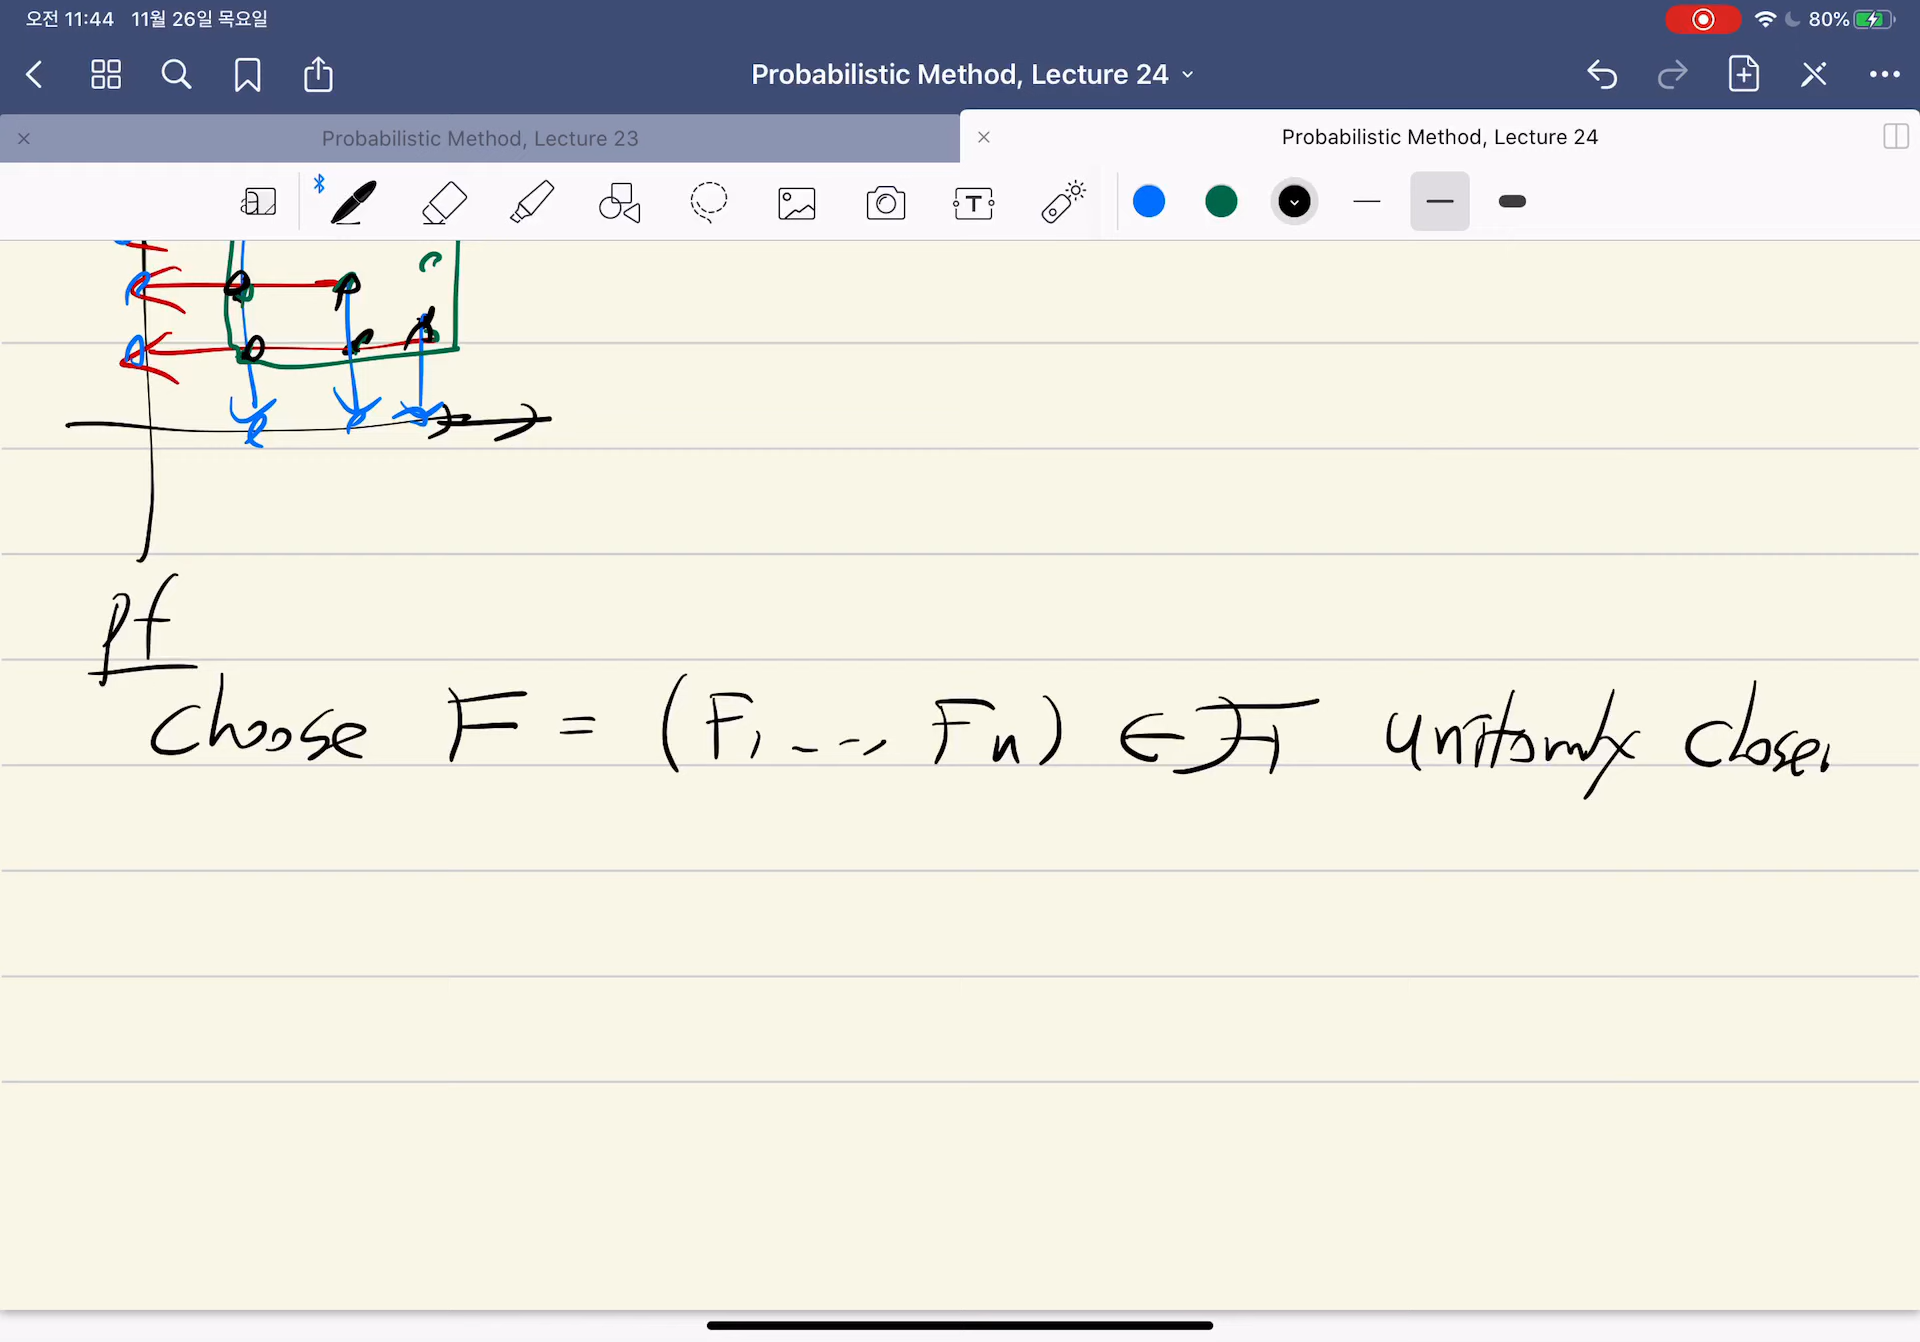 오전 11:44 11월 26일 목요일 80%
Probabilistic Method, Lecture 24
Probabilistic Method, Lecture 23
Probabilistic Method, Lecture 24
pf
choose F = (F₁ --, Fn) ∈ ℱ uniformly